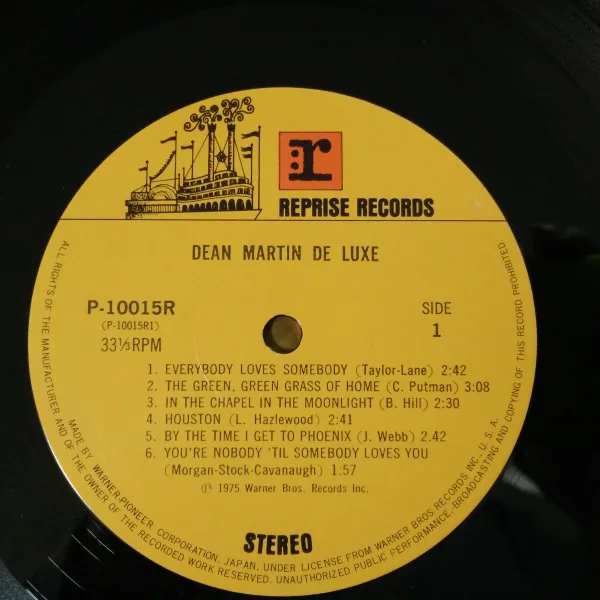 r
REPRISE RECORDS
DEAN MARTIN DE LUXE
P-10015R
(P-10015R1)
33⅓RPM
SIDE
1
1. EVERYBODY LOVES SOMEBODY (Taylor-Lane) 2:42
2. THE GREEN, GREEN GRASS OF HOME (C. Putman) 3:08
3. IN THE CHAPEL IN THE MOONLIGHT (B. Hill) 2:30
4. HOUSTON (L. Hazlewood) 2:41
5. BY THE TIME I GET TO PHOENIX (J. Webb) 2.42
6. YOU'RE NOBODY 'TIL SOMEBODY LOVES YOU
(Morgan-Stock-Cavanaugh) 1:57
℗ 1975 Warner Bros. Records Inc.
STEREO
MADE BY WARNER-PIONEER CORPORATION, JAPAN, UNDER LICENSE FROM WARNER BROS. RECORDS INC., U.S.A.
ALL RIGHTS OF THE MANUFACTURER AND OF THE OWNER OF THE RECORDED WORK RESERVED. UNAUTHORIZED PUBLIC PERFORMANCE, BROADCASTING AND COPYING OF THIS RECORD PROHIBITED